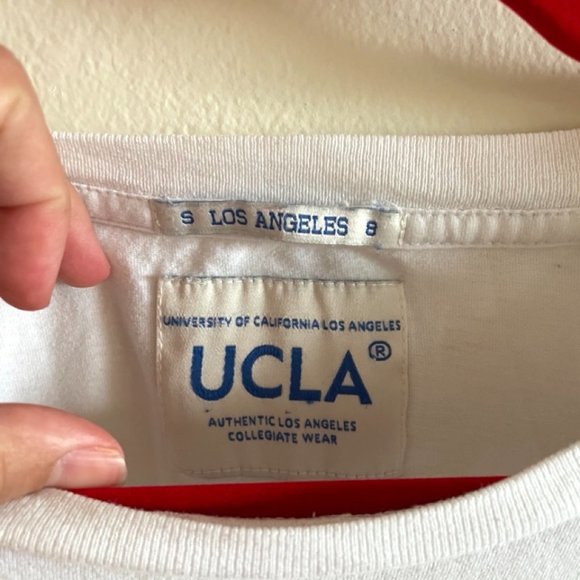 S LOS ANGELES 8
UNIVERSITY OF CALIFORNIA LOS ANGELES
UCLA®
AUTHENTIC LOS ANGELES
COLLEGIATE WEAR